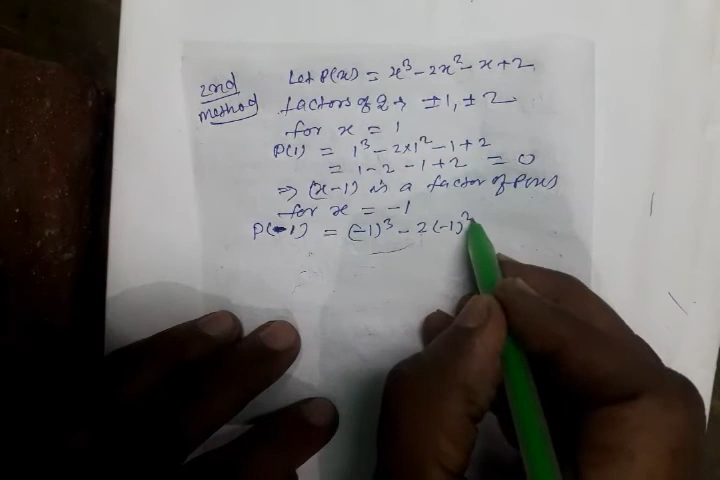 2nd method
Let P(x) = x³ - 2x² - x + 2
factors of 2 ± 1, ± 2
for x = 1
P(1) = 1³ - 2×1² - 1 + 2
= 1 - 2 - 1 + 2 = 0
⇒ (x-1) is a factor of P(x)
for x = -1
P(-1) = (-1)³ - 2(-1)²